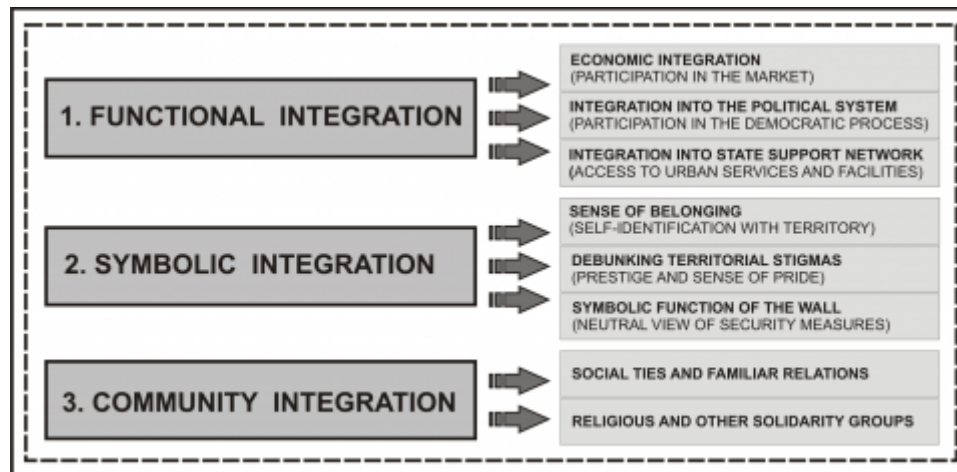 1. FUNCTIONAL INTEGRATION
ECONOMIC INTEGRATION
(PARTICIPATION IN THE MARKET)
INTEGRATION INTO THE POLITICAL SYSTEM
(PARTICIPATION IN THE DEMOCRATIC PROCESS)
INTEGRATION INTO STATE SUPPORT NETWORK
(ACCESS TO URBAN SERVICES AND FACILITIES)
2. SYMBOLIC INTEGRATION
SENSE OF BELONGING
(SELF-IDENTIFICATION WITH TERRITORY)
DEBUNKING TERRITORIAL STIGMAS
(PRESTIGE AND SENSE OF PRIDE)
SYMBOLIC FUNCTION OF THE WALL
(NEUTRAL VIEW OF SECURITY MEASURES)
3. COMMUNITY INTEGRATION
SOCIAL TIES AND FAMILIAR RELATIONS
RELIGIOUS AND OTHER SOLIDARITY GROUPS